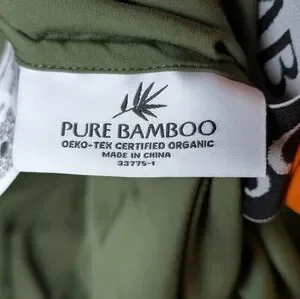 PURE BAMBOO
OEKO-TEX CERTIFIED ORGANIC
MADE IN CHINA
33775-1